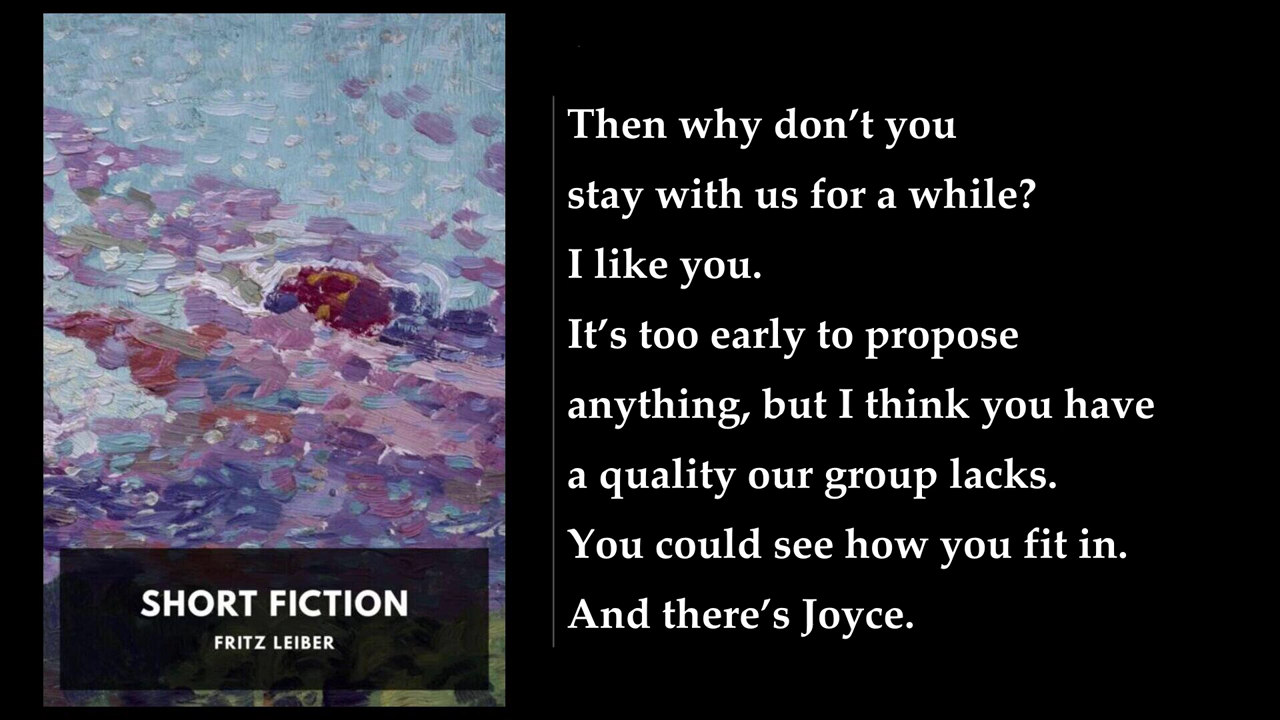 SHORT FICTION
FRITZ LEIBER
Then why don’t you
stay with us for a while?
I like you.
It’s too early to propose
anything, but I think you have
a quality our group lacks.
You could see how you fit in.
And there’s Joyce.